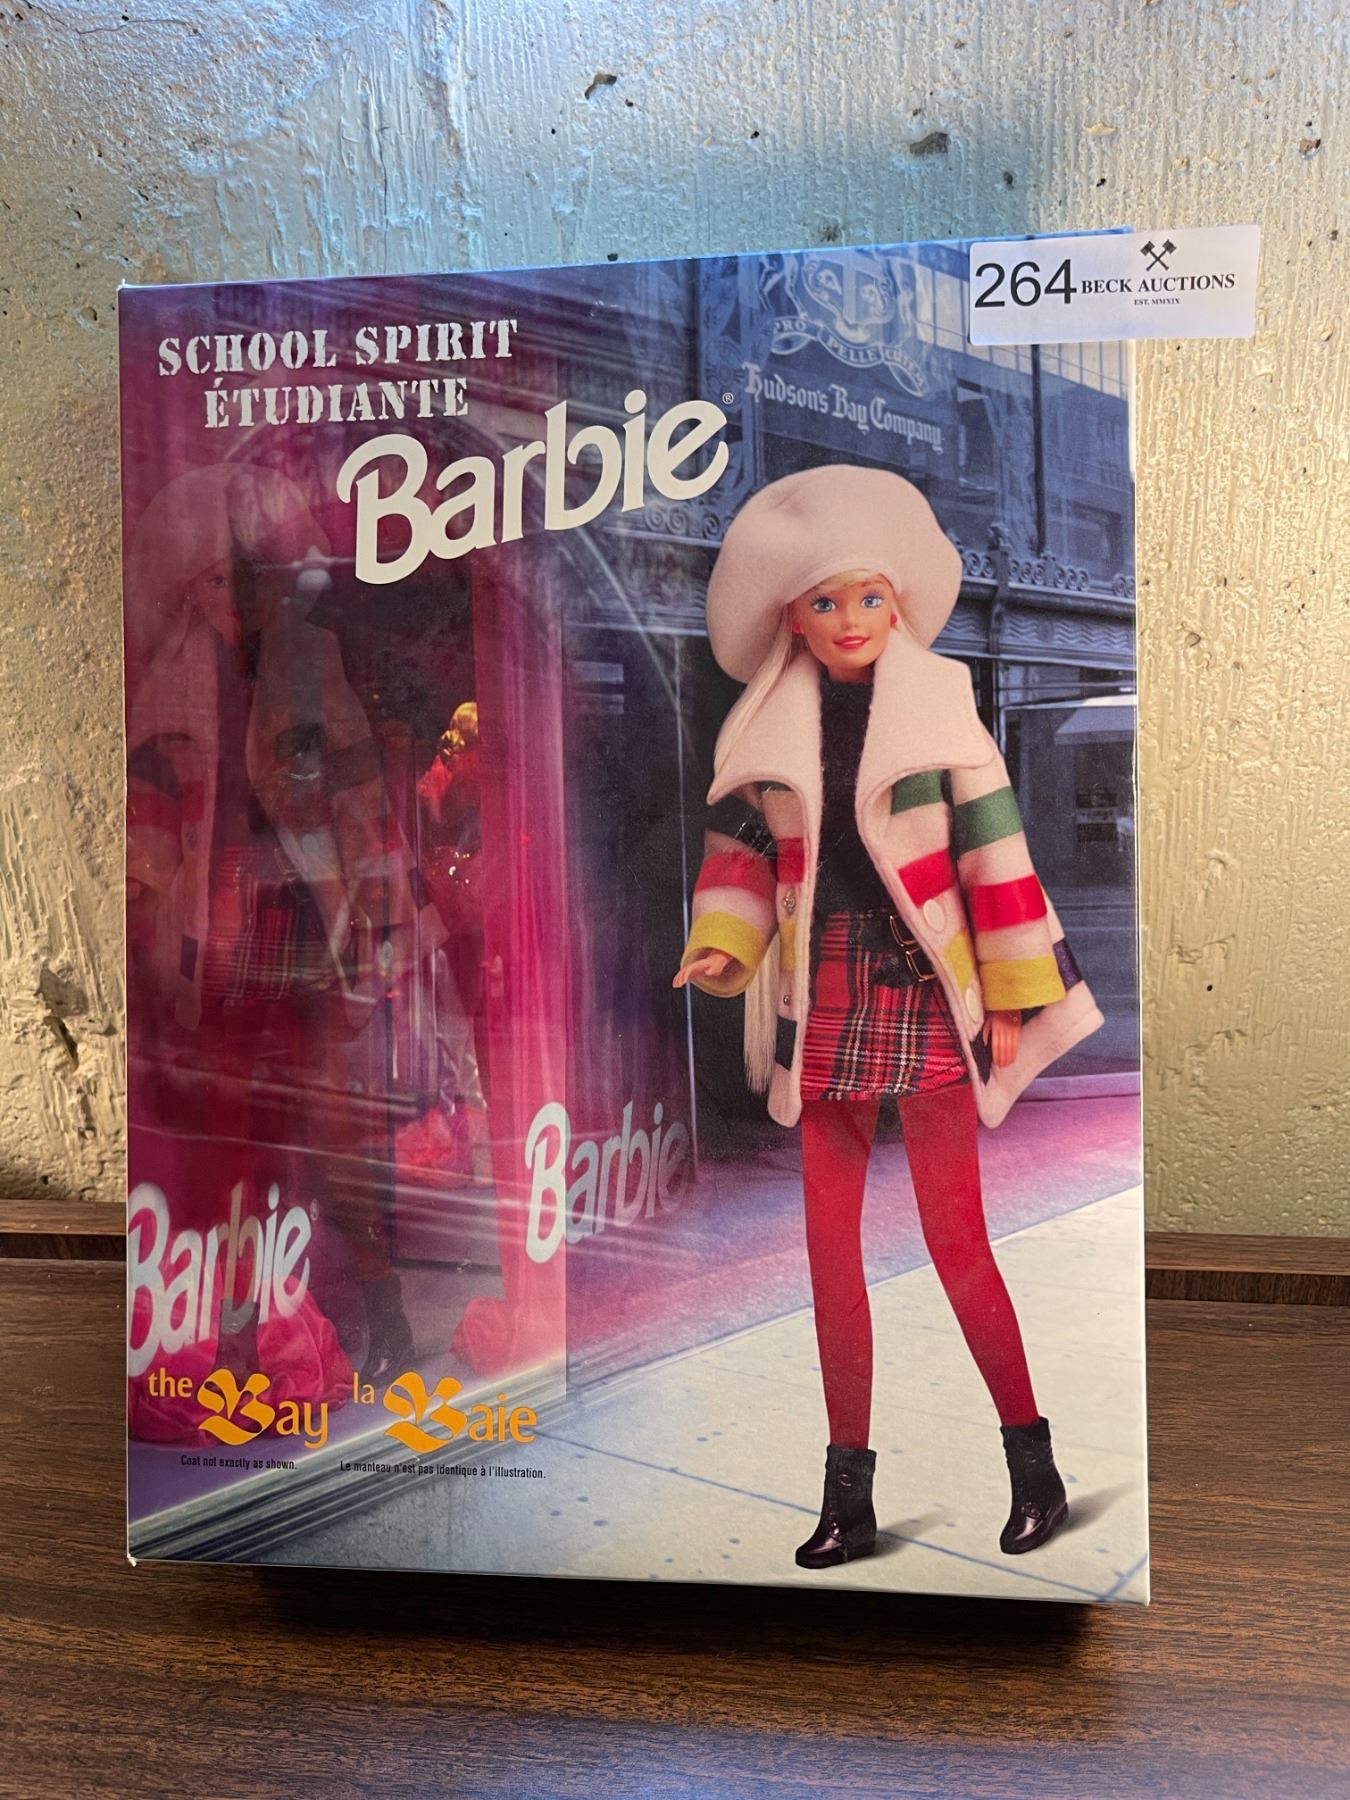 264 BECK AUCTIONS
EST. MMXIX
SCHOOL SPIRIT
ÉTUDIANTE
Barbie®
PRO PELLE CUTEM
Hudson's Bay Company
Barbie
Barbie®
the Bay
la Baie
Coat not exactly as shown.
Le manteau n'est pas identique à l'illustration.